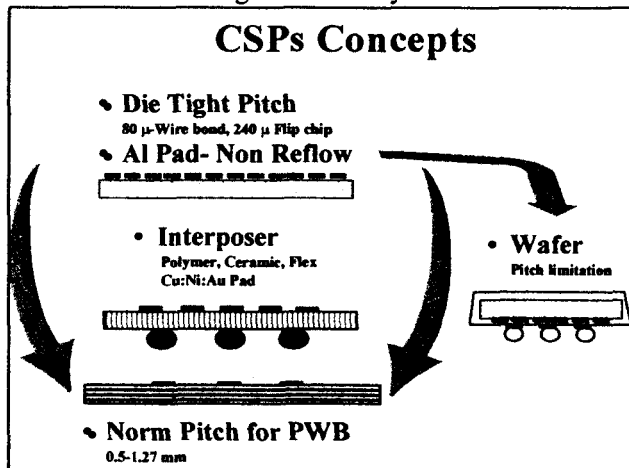 CSPs Concepts
Die Tight Pitch
80 μ-Wire bond, 240 μ Flip chip
Al Pad- Non Reflow
• Interposer
Polymer, Ceramic, Flex
Cu:Ni:Au Pad
• Wafer
Pitch limitation
Norm Pitch for PWB
0.5-1.27 mm